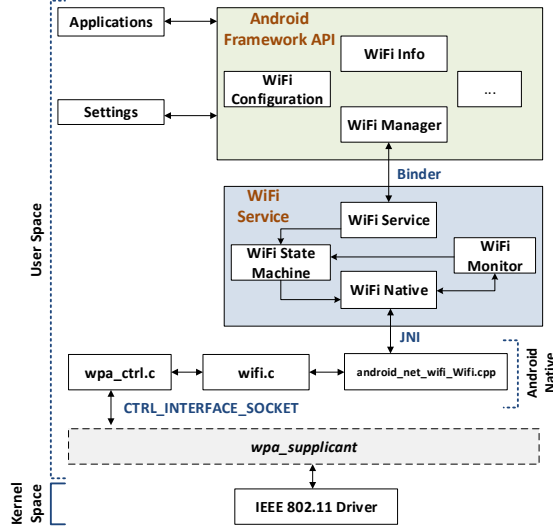 Applications
Android
Framework API
WiFi Info
WiFi
Configuration
...
Settings
WiFi Manager
Binder
WiFi
Service
WiFi Service
WiFi State
Machine
WiFi
Monitor
WiFi Native
User Space
JNI
wpa_ctrl.c
wifi.c
android_net_wifi_Wifi.cpp
Android
Native
CTRL_INTERFACE_SOCKET
wpa_supplicant
Kernel
Space
IEEE 802.11 Driver